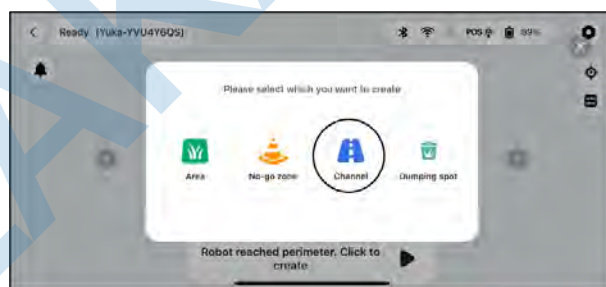 Ready (Yuka-YVU4Y6QS)
POS
89%
Please select which you want to create
Area
No-go zone
Channel
Dumping spot
Robot reached perimeter. Click to
create